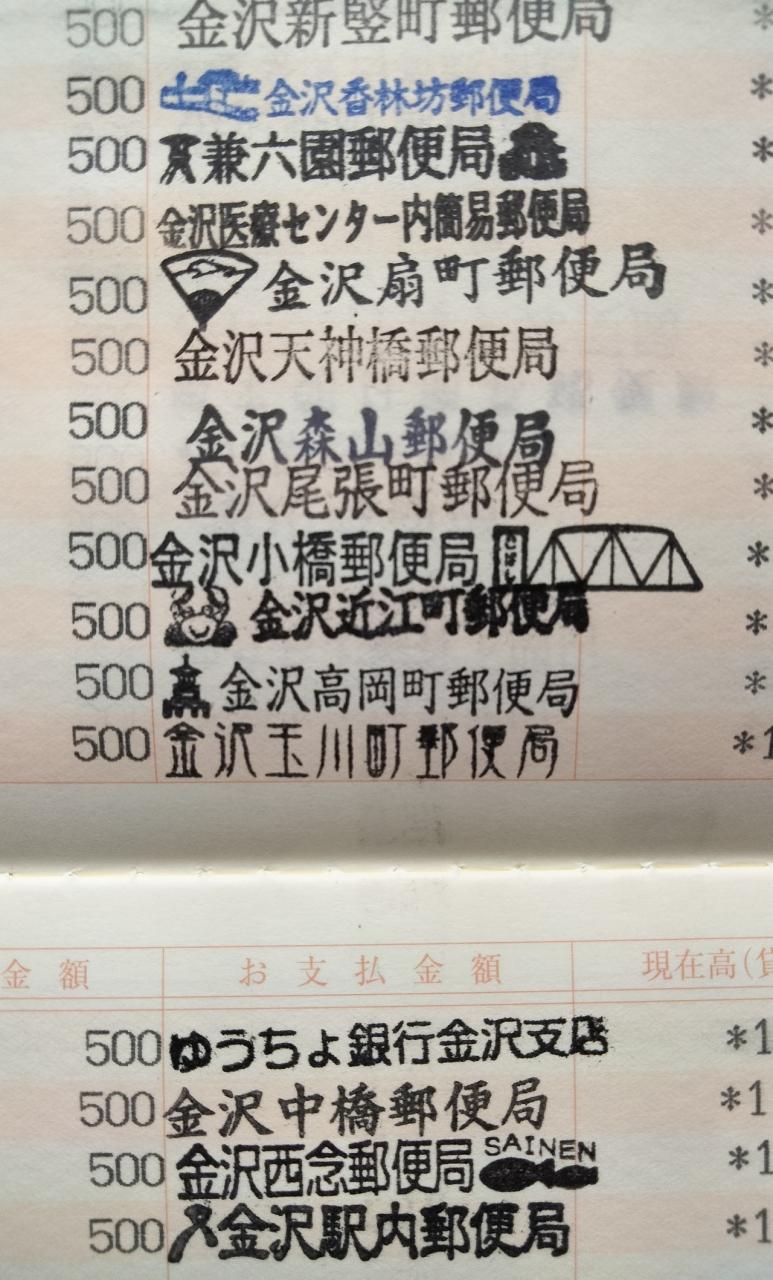 500 金沢新竪町郵便局 *
500 金沢香林坊郵便局 *
500 兼六園郵便局 *
500 金沢医療センター内簡易郵便局 *
500 金沢扇町郵便局 *
500 金沢天神橋郵便局 *
500 金沢森山郵便局 *
500 金沢尾張町郵便局 *
500 金沢小橋郵便局 こばし *
500 金沢近江町郵便局 *
500 金沢高岡町郵便局 *
500 金沢玉川町郵便局 *1
金額 お支払金額 現在高(貸
500 ゆうちょ銀行金沢支店 *1
500 金沢中橋郵便局 *1
500 金沢西念郵便局 SAINEN *1
500 金沢駅内郵便局 *1